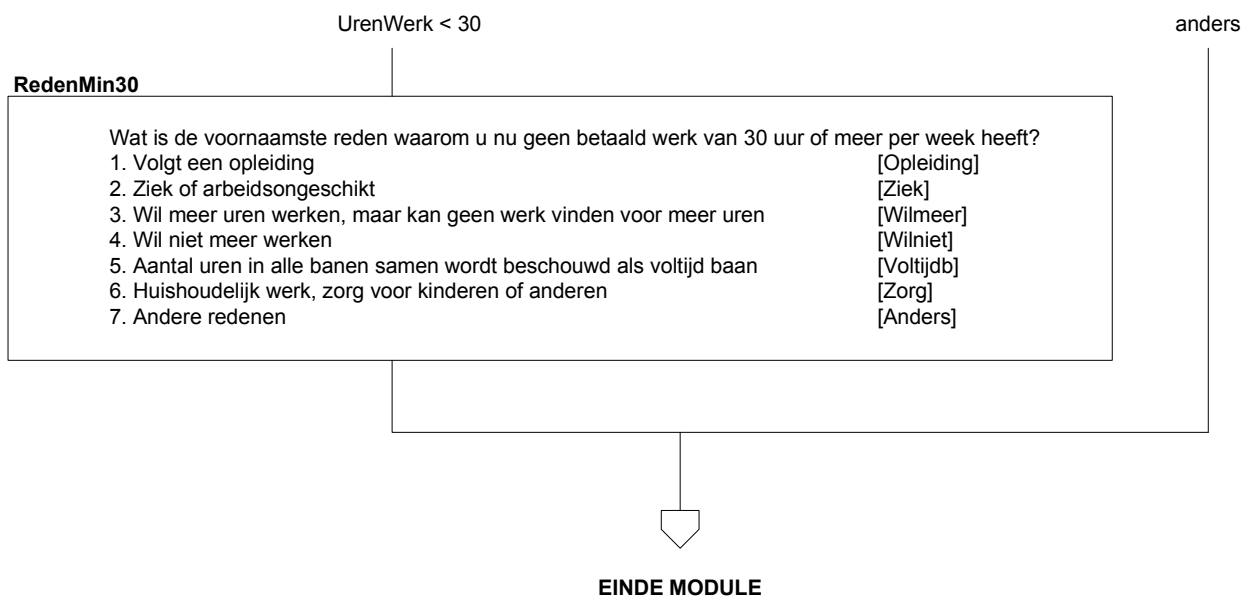 UrenWerk < 30 anders
RedenMin30
Wat is de voornaamste reden waarom u nu geen betaald werk van 30 uur of meer per week heeft?
1. Volgt een opleiding [Opleiding]
2. Ziek of arbeidsongeschikt [Ziek]
3. Wil meer uren werken, maar kan geen werk vinden voor meer uren [Wilmeer]
4. Wil niet meer werken [Wilniet]
5. Aantal uren in alle banen samen wordt beschouwd als voltijd baan [Voltijdb]
6. Huishoudelijk werk, zorg voor kinderen of anderen [Zorg]
7. Andere redenen [Anders]
EINDE MODULE